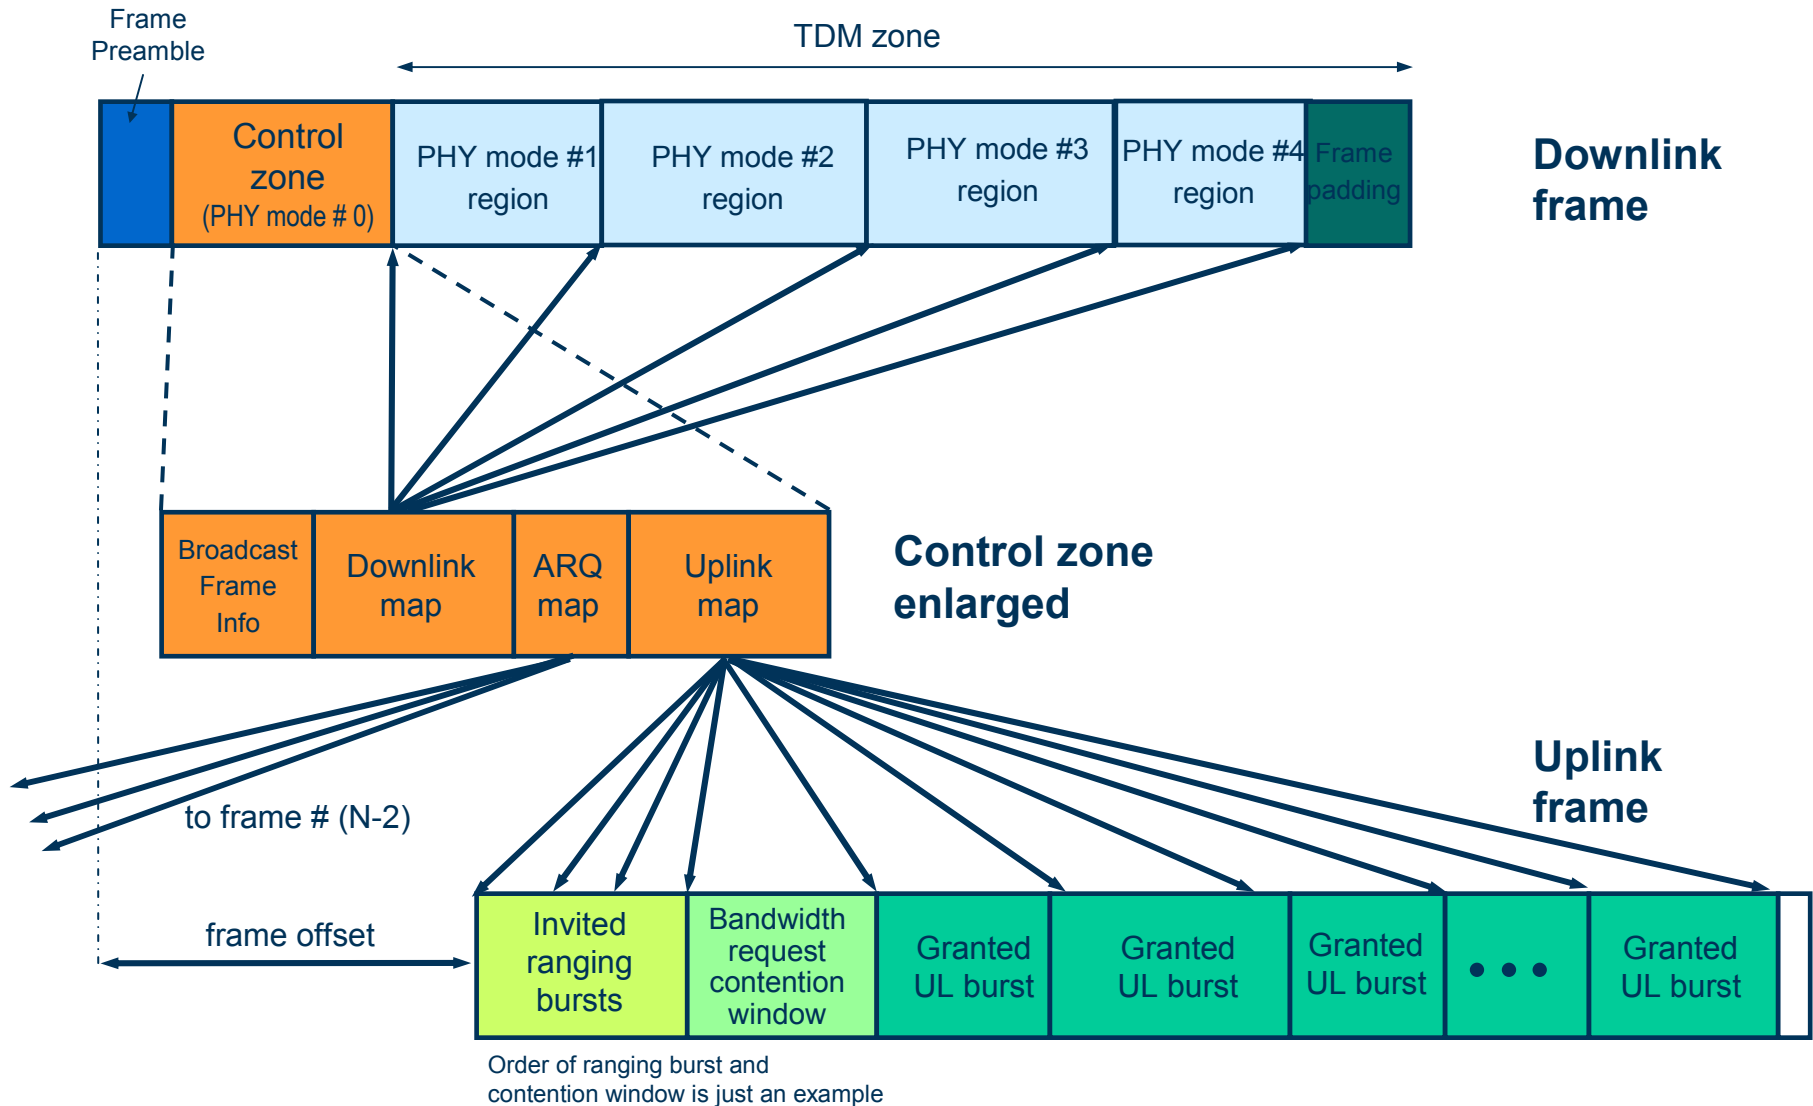 Frame
Preamble
TDM zone
Control
zone
(PHY mode # 0)
PHY mode #1
region
PHY mode #2
region
PHY mode #3
region
PHY mode #4
region
Frame
padding
Downlink
frame
Broadcast
Frame
Info
Downlink
map
ARQ
map
Uplink
map
Control zone
enlarged
to frame # (N-2)
Uplink
frame
frame offset
Invited
ranging
bursts
Bandwidth
request
contention
window
Granted
UL burst
Granted
UL burst
Granted
UL burst
• • •
Granted
UL burst
Order of ranging burst and
contention window is just an example